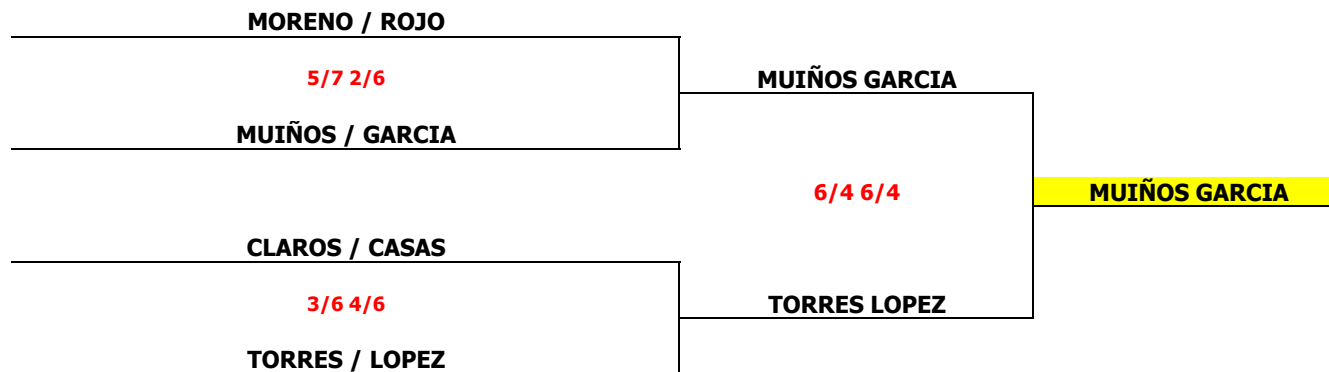 MORENO / ROJO
5/7 2/6
MUIÑOS GARCIA
MUIÑOS / GARCIA
6/4 6/4
MUIÑOS GARCIA
CLAROS / CASAS
3/6 4/6
TORRES LOPEZ
TORRES / LOPEZ